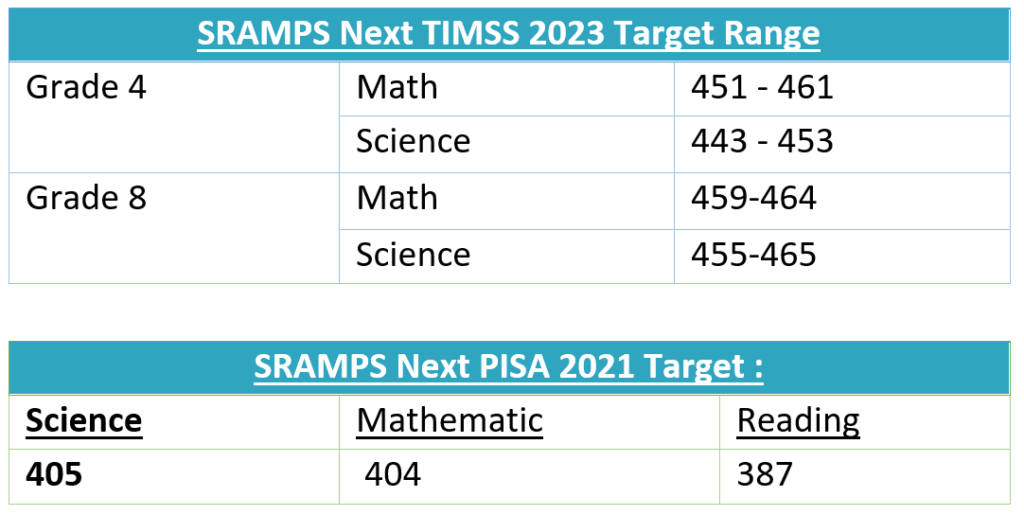 SRAMPS Next TIMSS 2023 Target Range
Grade 4 Math 451 - 461
Science 443 - 453
Grade 8 Math 459-464
Science 455-465
SRAMPS Next PISA 2021 Target :
Science Mathematic Reading
405 404 387